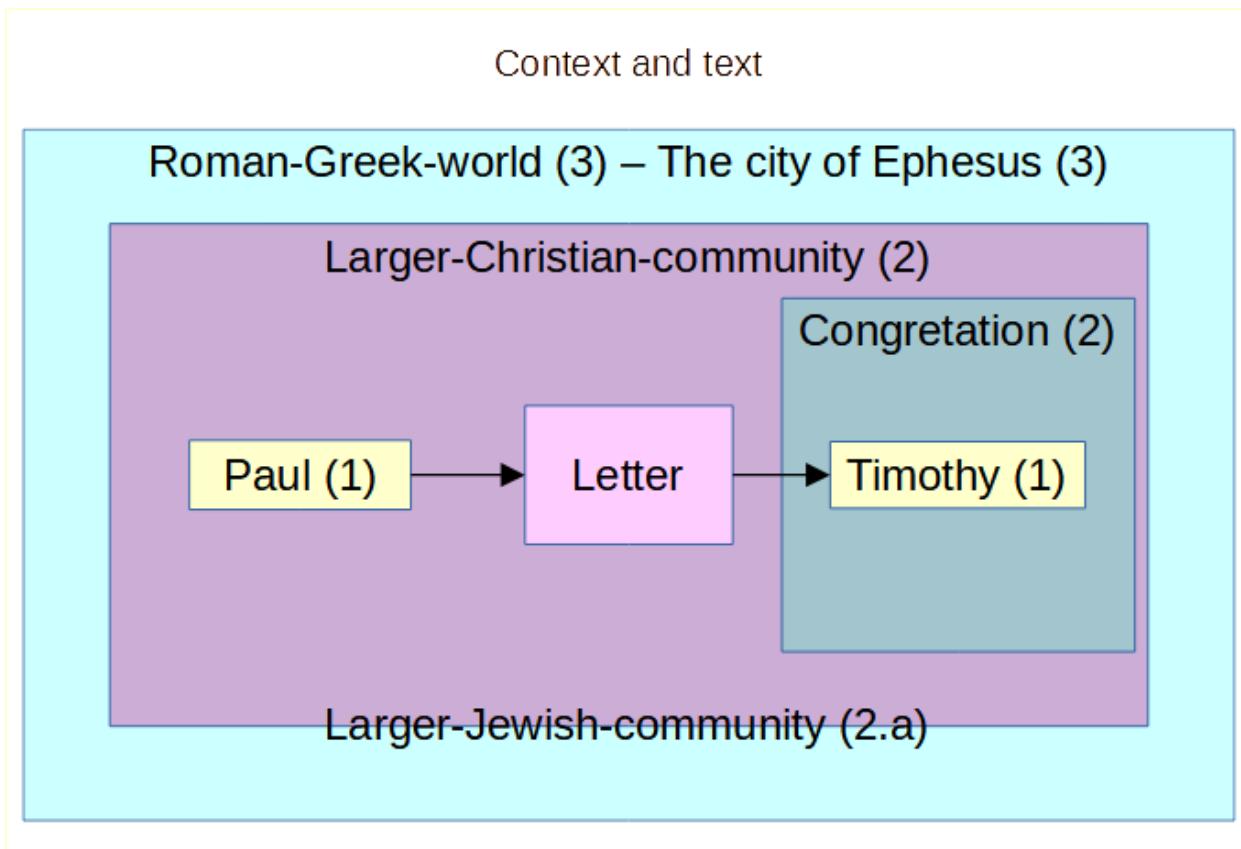 Context and text
Roman-Greek-world (3) – The city of Ephesus (3)
Larger-Christian-community (2)
Congretation (2)
Paul (1)
Letter
Timothy (1)
Larger-Jewish-community (2.a)